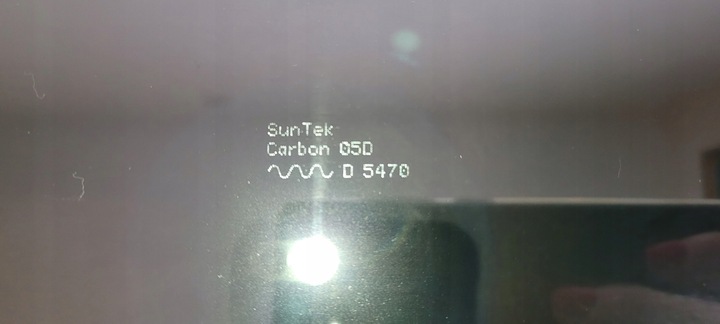 SunTek
Carbon 05D
D 5470